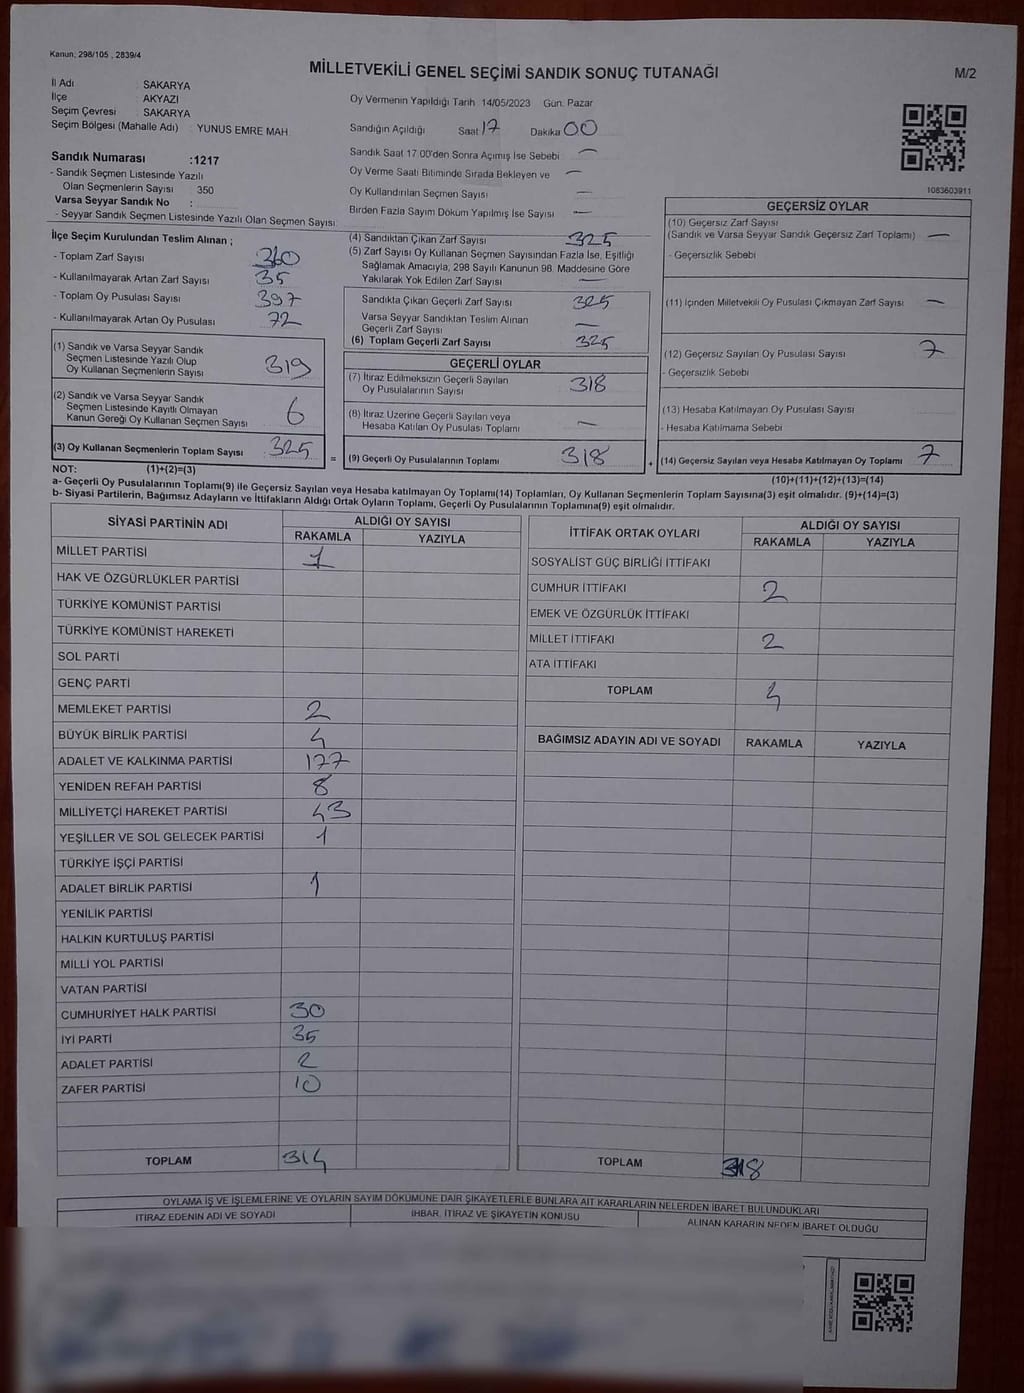 Kanun; 298/105 , 2839/4
MİLLETVEKİLİ GENEL SEÇİMİ SANDIK SONUÇ TUTANAĞI
M/2
İl Adı SAKARYA
İlçe AKYAZI
Seçim Çevresi SAKARYA
Seçim Bölgesi (Mahalle Adı) YUNUS EMRE MAH.
Sandık Numarası :1217
- Sandık Seçmen Listesinde Yazılı
Olan Seçmenlerin Sayısı 350
Varsa Seyyar Sandık No :
- Seyyar Sandık Seçmen Listesinde Yazılı Olan Seçmen Sayısı
Oy Vermenin Yapıldığı Tarih 14/05/2023 Gün. Pazar
Sandığın Açıldığı Saat 17 Dakika 00
Sandık Saat 17 00'den Sonra Açımış İse Sebebi —
Oy Verme Saati Bitiminde Sırada Bekleyen ve —
Oy Kullandırılan Seçmen Sayısı —
Birden Fazla Sayım Döküm Yapılmış İse Sayısı —
1083603911
İlçe Seçim Kurulundan Teslim Alınan ;
- Toplam Zarf Sayısı 360
- Kullanılmayarak Artan Zarf Sayısı 35
- Toplam Oy Pusulası Sayısı 397
- Kullanılmayarak Artan Oy Pusulası 72
(1) Sandık ve Varsa Seyyar Sandık
Seçmen Listesinde Yazılı Olup
Oy Kullanan Seçmenlerin Sayısı 319
(2) Sandık ve Varsa Seyyar Sandık
Seçmen Listesinde Kayıtlı Olmayan
Kanun Gereği Oy Kullanan Seçmen Sayısı 6
(3) Oy Kullanan Seçmenlerin Toplam Sayısı 325
(1)+(2)=(3)
(4) Sandıktan Çıkan Zarf Sayısı 325
(5) Zarf Sayısı Oy Kullanan Seçmen Sayısından Fazla İse, Eşitliği
Sağlamak Amacıyla, 298 Sayılı Kanunun 98. Maddesine Göre
Yakılarak Yok Edilen Zarf Sayısı —
Sandıkta Çıkan Geçerli Zarf Sayısı 325
Varsa Seyyar Sandıktan Teslim Alınan
Geçerli Zarf Sayısı —
(6) Toplam Geçerli Zarf Sayısı 325
GEÇERLİ OYLAR
(7) İtiraz Edilmeksizin Geçerli Sayılan
Oy Pusulalarının Sayısı 318
(8) İtiraz Üzerine Geçerli Sayılan veya
Hesaba Katılan Oy Pusulası Toplamı —
= (9) Geçerli Oy Pusulalarının Toplamı 318
GEÇERSİZ OYLAR
(10) Geçersiz Zarf Sayısı
(Sandık ve Varsa Seyyar Sandık Geçersiz Zarf Toplamı) —
- Geçersizlik Sebebi
(11) İçinden Milletvekili Oy Pusulası Çıkmayan Zarf Sayısı —
(12) Geçersiz Sayılan Oy Pusulası Sayısı 7
- Geçersizlik Sebebi
(13) Hesaba Katılmayan Oy Pusulası Sayısı
- Hesaba Katılmama Sebebi
+ (14) Geçersiz Sayılan veya Hesaba Katılmayan Oy Toplamı 7
(10)+(11)+(12)+(13)=(14)
NOT:
a- Geçerli Oy Pusulalarının Toplamı(9) ile Geçersiz Sayılan veya Hesaba katılmayan Oy Toplamı(14) Toplamları, Oy Kullanan Seçmenlerin Toplam Sayısına(3) eşit olmalıdır. (9)+(14)=(3)
b- Siyasi Partilerin, Bağımsız Adayların ve İttifakların Aldığı Ortak Oyların Toplamı, Geçerli Oy Pusulalarının Toplamına(9) eşit olmalıdır.
SİYASİ PARTİNİN ADI ALDIĞI OY SAYISI
RAKAMLA YAZIYLA
MİLLET PARTİSİ 1
HAK VE ÖZGÜRLÜKLER PARTİSİ
TÜRKİYE KOMÜNİST PARTİSİ
TÜRKİYE KOMÜNİST HAREKETİ
SOL PARTİ
GENÇ PARTİ
MEMLEKET PARTİSİ 2
BÜYÜK BİRLİK PARTİSİ 4
ADALET VE KALKINMA PARTİSİ 177
YENİDEN REFAH PARTİSİ 8
MİLLİYETÇİ HAREKET PARTİSİ 43
YEŞİLLER VE SOL GELECEK PARTİSİ 1
TÜRKİYE İŞÇİ PARTİSİ
ADALET BİRLİK PARTİSİ 1
YENİLİK PARTİSİ
HALKIN KURTULUŞ PARTİSİ
MİLLİ YOL PARTİSİ
VATAN PARTİSİ
CUMHURİYET HALK PARTİSİ 30
İYİ PARTİ 35
ADALET PARTİSİ 2
ZAFER PARTİSİ 10
TOPLAM 314
İTTİFAK ORTAK OYLARI ALDIĞI OY SAYISI
RAKAMLA YAZIYLA
SOSYALİST GÜÇ BİRLİĞİ İTTİFAKI
CUMHUR İTTİFAKI 2
EMEK VE ÖZGÜRLÜK İTTİFAKI
MİLLET İTTİFAKI 2
ATA İTTİFAKI
TOPLAM 4
BAĞIMSIZ ADAYIN ADI VE SOYADI RAKAMLA YAZIYLA
TOPLAM 318
OYLAMA İŞ VE İŞLEMLERİNE VE OYLARIN SAYIM DÖKÜMÜNE DAİR ŞİKAYETLERLE BUNLARA AİT KARARLARIN NELERDEN İBARET BULUNDUKLARI
İTİRAZ EDENİN ADI VE SOYADI İHBAR, İTİRAZ VE ŞİKAYETİN KONUSU ALINAN KARARIN NEDEN İBARET OLDUĞU